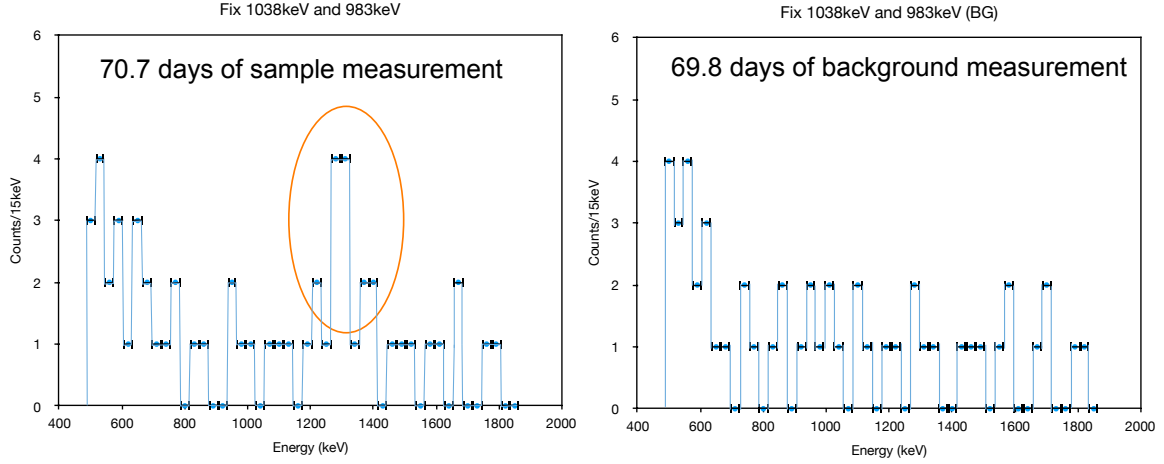 Fix 1038keV and 983keV
70.7 days of sample measurement
6
5
4
3
2
1
0
Counts/15keV
400 600 800 1000 1200 1400 1600 1800 2000
Energy (keV)
Fix 1038keV and 983keV (BG)
69.8 days of background measurement
6
5
4
3
2
1
0
Counts/15keV
400 600 800 1000 1200 1400 1600 1800 2000
Energy (keV)